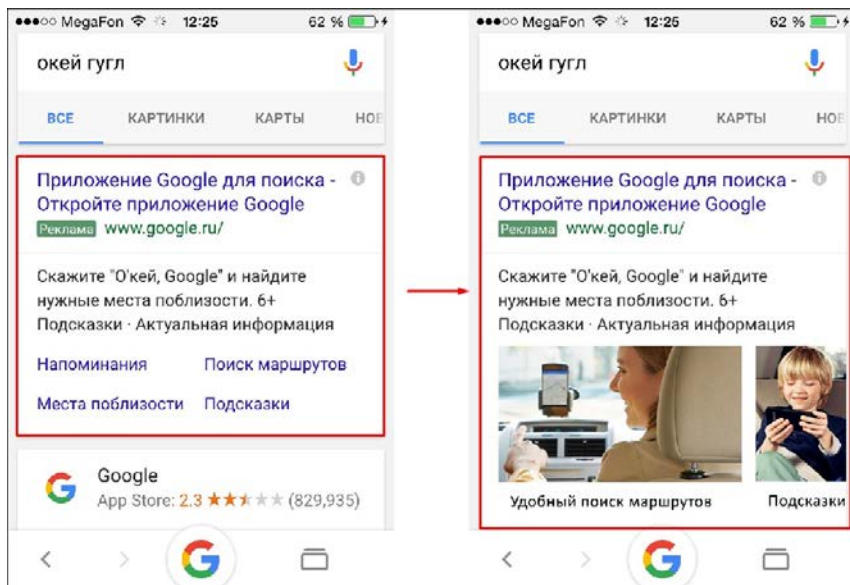 MegaFon 12:25 62 %
окей гугл
ВСЕ КАРТИНКИ КАРТЫ НОВ
Приложение Google для поиска -
Откройте приложение Google
Реклама www.google.ru/
Скажите "О'кей, Google" и найдите
нужные места поблизости. 6+
Подсказки · Актуальная информация
Напоминания Поиск маршрутов
Места поблизости Подсказки
Google
App Store: 2.3 (829,935)
G
MegaFon 12:25 62 %
окей гугл
ВСЕ КАРТИНКИ КАРТЫ НОВ
Приложение Google для поиска -
Откройте приложение Google
Реклама www.google.ru/
Скажите "О'кей, Google" и найдите
нужные места поблизости. 6+
Подсказки · Актуальная информация
Удобный поиск маршрутов Подсказки
G